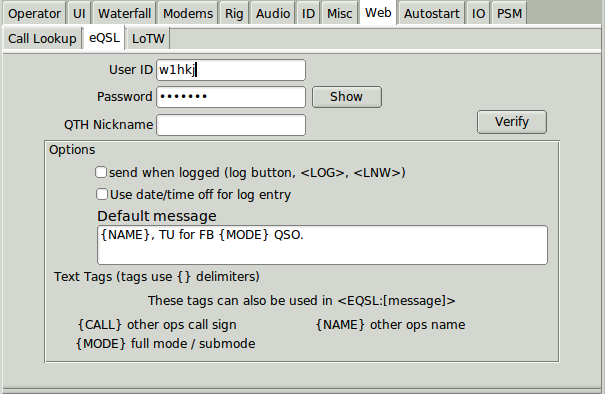 Operator UI Waterfall Modems Rig Audio ID Misc Web Autostart IO PSM
Call Lookup eQSL LoTW
User ID w1hkj
Password ••••••• Show
QTH Nickname Verify
Options
send when logged (log button, <LOG>, <LNW>)
Use date/time off for log entry
Default message
{NAME}, TU for FB {MODE} QSO.
Text Tags (tags use {} delimiters)
These tags can also be used in <EQSL:[message]>
{CALL} other ops call sign {NAME} other ops name
{MODE} full mode / submode